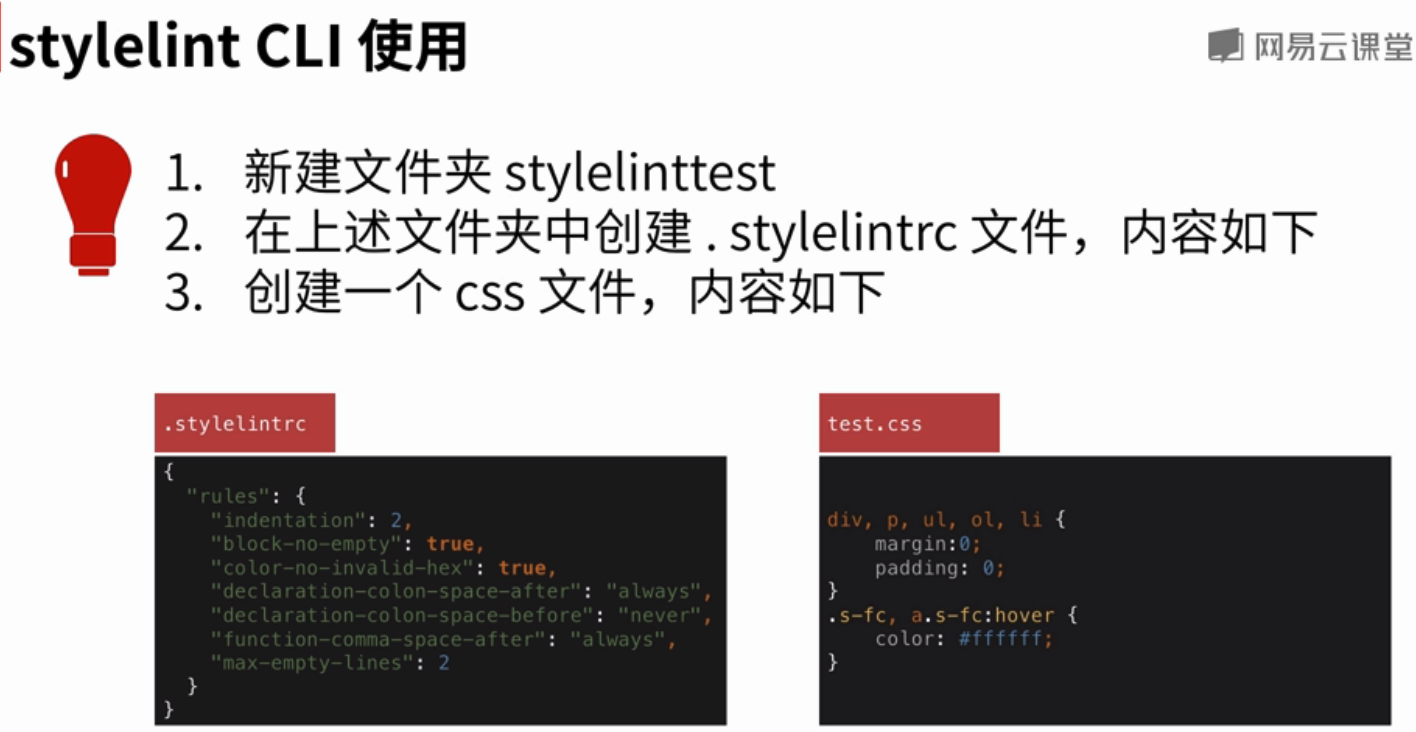 stylelint CLI 使用
网易云课堂
1. 新建文件夹 stylelinttest
2. 在上述文件夹中创建 . stylelintrc 文件，内容如下
3. 创建一个 css 文件，内容如下
.stylelintrc
{
  "rules": {
    "indentation": 2,
    "block-no-empty": true,
    "color-no-invalid-hex": true,
    "declaration-colon-space-after": "always",
    "declaration-colon-space-before": "never",
    "function-comma-space-after": "always",
    "max-empty-lines": 2
  }
}
test.css
div, p, ul, ol, li {
    margin:0;
    padding: 0;
}
.s-fc, a.s-fc:hover {
    color: #ffffff;
}